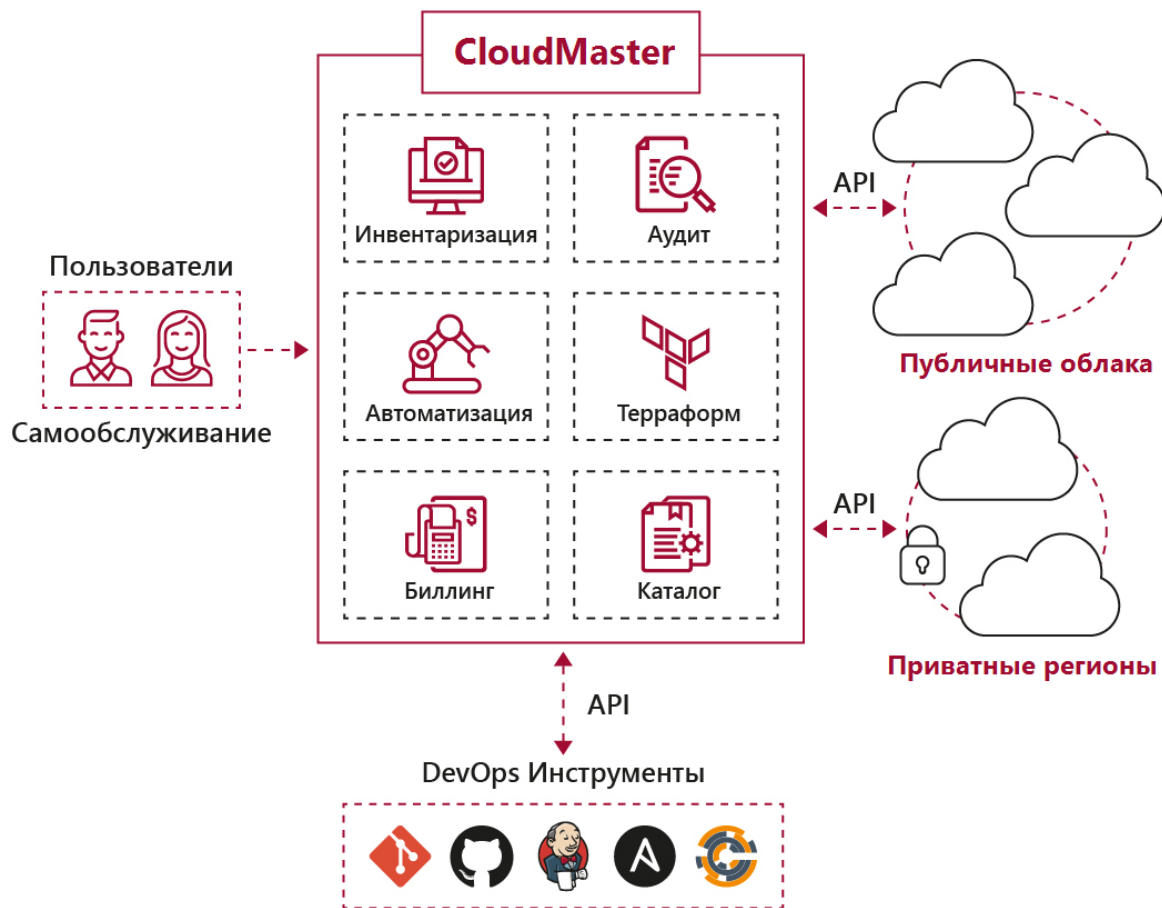 CloudMaster
Инвентаризация
Аудит
API
Публичные облака
Пользователи
Самообслуживание
Автоматизация
Терраформ
Биллинг
$
Каталог
API
Приватные регионы
API
DevOps Инструменты